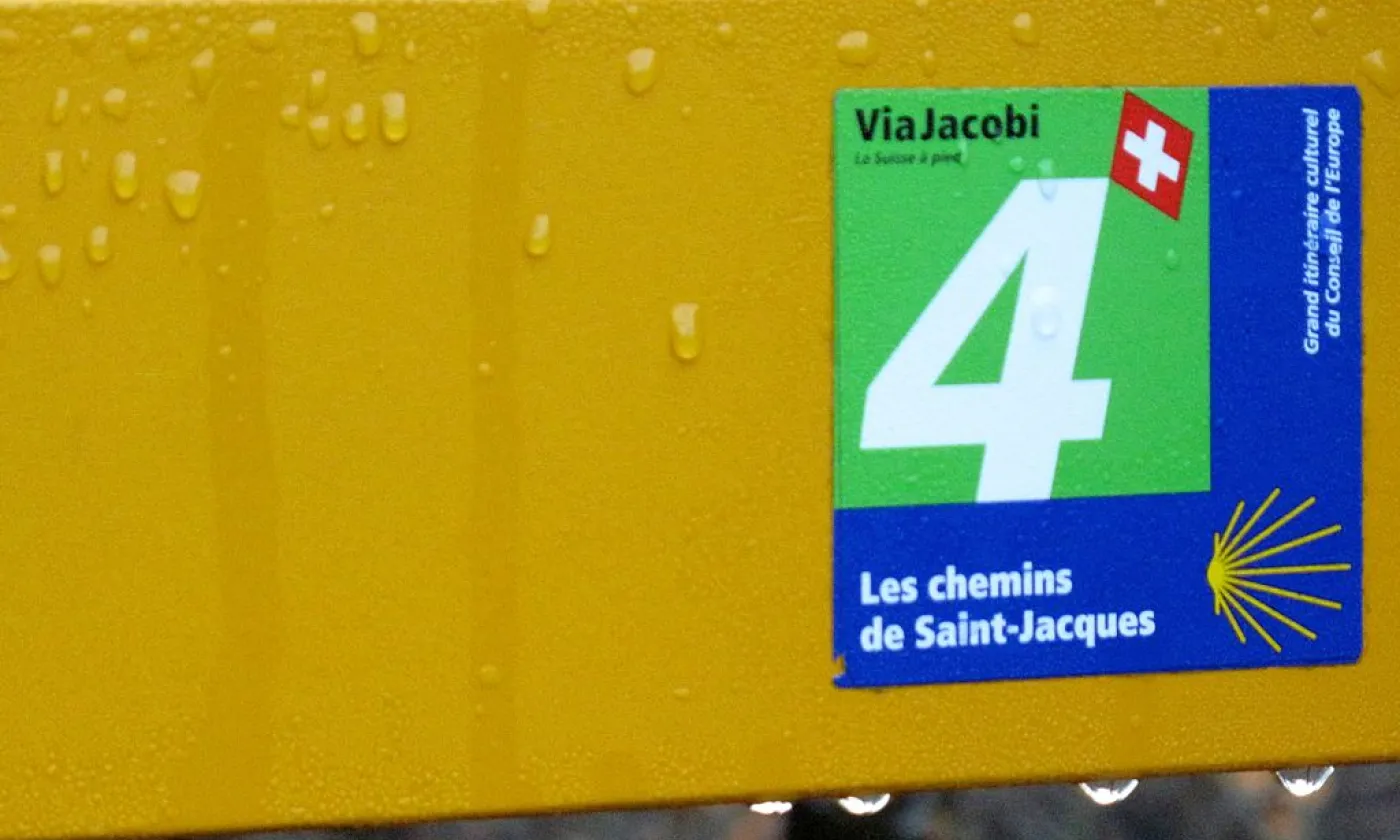 ViaJacobi
La Suisse à pied
4
Grand itinéraire culturel
du Conseil de l'Europe
Les chemins
de Saint-Jacques